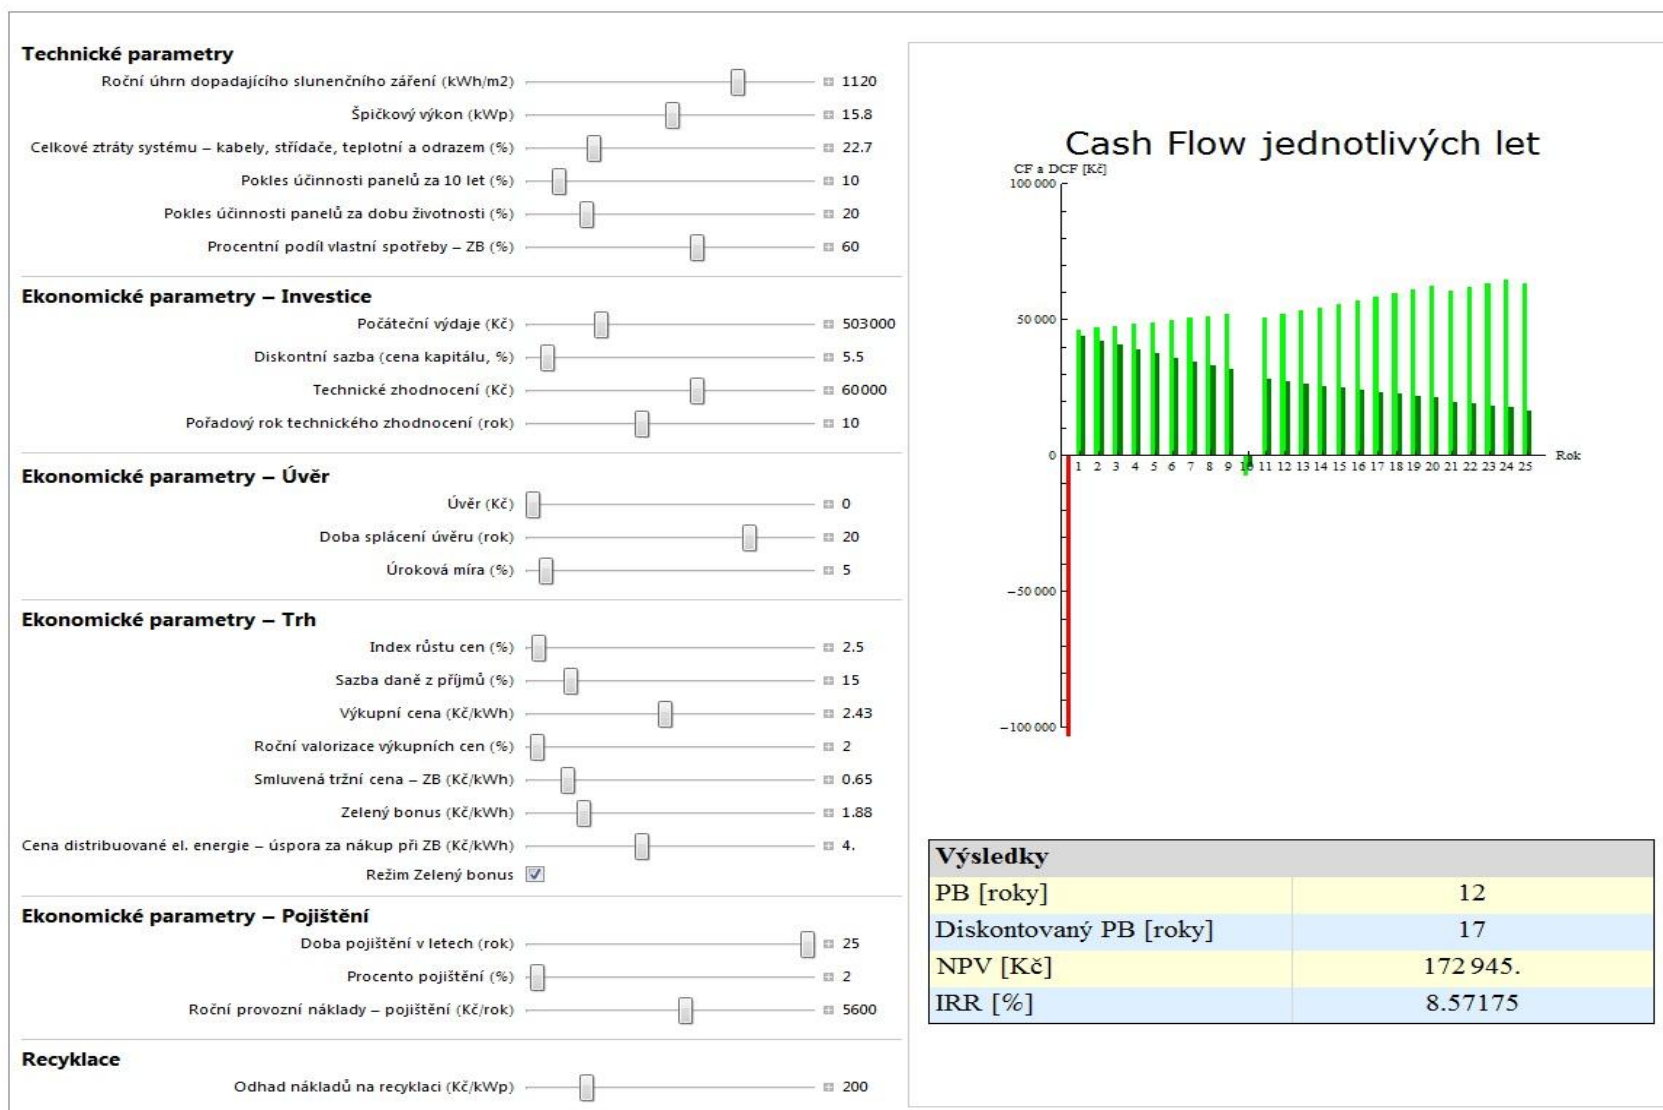 Technické parametry
Roční úhrn dopadajícího slunenčního záření (kWh/m2) 1120
Špičkový výkon (kWp) 15.8
Celkové ztráty systému – kabely, střídače, teplotní a odrazem (%) 22.7
Pokles účinnosti panelů za 10 let (%) 10
Pokles účinnosti panelů za dobu životnosti (%) 20
Procentní podíl vlastní spotřeby – ZB (%) 60
Ekonomické parametry – Investice
Počáteční výdaje (Kč) 503000
Diskontní sazba (cena kapitálu, %) 5.5
Technické zhodnocení (Kč) 60000
Pořadový rok technického zhodnocení (rok) 10
Ekonomické parametry – Úvěr
Úvěr (Kč) 0
Doba splácení úvěru (rok) 20
Úroková míra (%) 5
Ekonomické parametry – Trh
Index růstu cen (%) 2.5
Sazba daně z příjmů (%) 15
Výkupní cena (Kč/kWh) 2.43
Roční valorizace výkupních cen (%) 2
Smluvená tržní cena – ZB (Kč/kWh) 0.65
Zelený bonus (Kč/kWh) 1.88
Cena distribuované el. energie – úspora za nákup při ZB (Kč/kWh) 4.
Režim Zelený bonus
Ekonomické parametry – Pojištění
Doba pojištění v letech (rok) 25
Procento pojištění (%) 2
Roční provozní náklady – pojištění (Kč/rok) 5600
Recyklace
Odhad nákladů na recyklaci (Kč/kWp) 200
Cash Flow jednotlivých let
CF a DCF [Kč]
100 000
50 000
0
1 2 3 4 5 6 7 8 9 10 11 12 13 14 15 16 17 18 19 20 21 22 23 24 25 Rok
−50 000
−100 000
Výsledky
PB [roky] 12
Diskontovaný PB [roky] 17
NPV [Kč] 172 945.
IRR [%] 8.57175